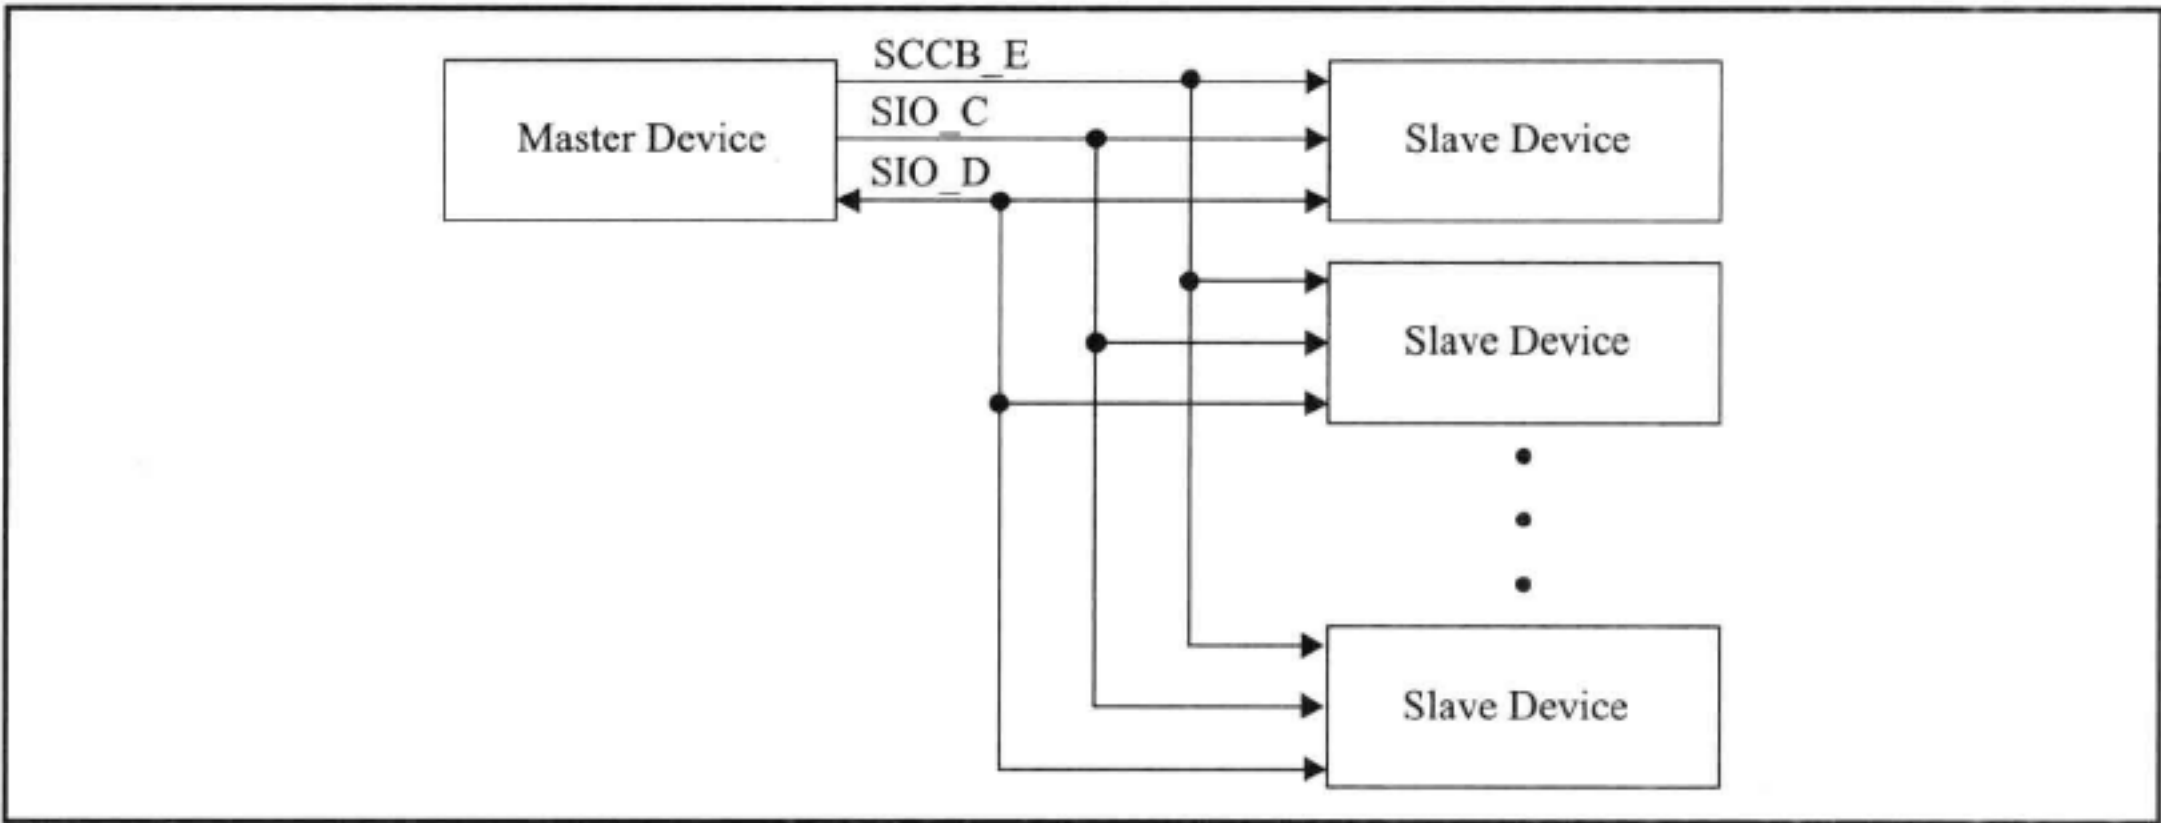 SCCB_E
SIO_C
Master Device
Slave Device
SIO_D
Slave Device
Slave Device